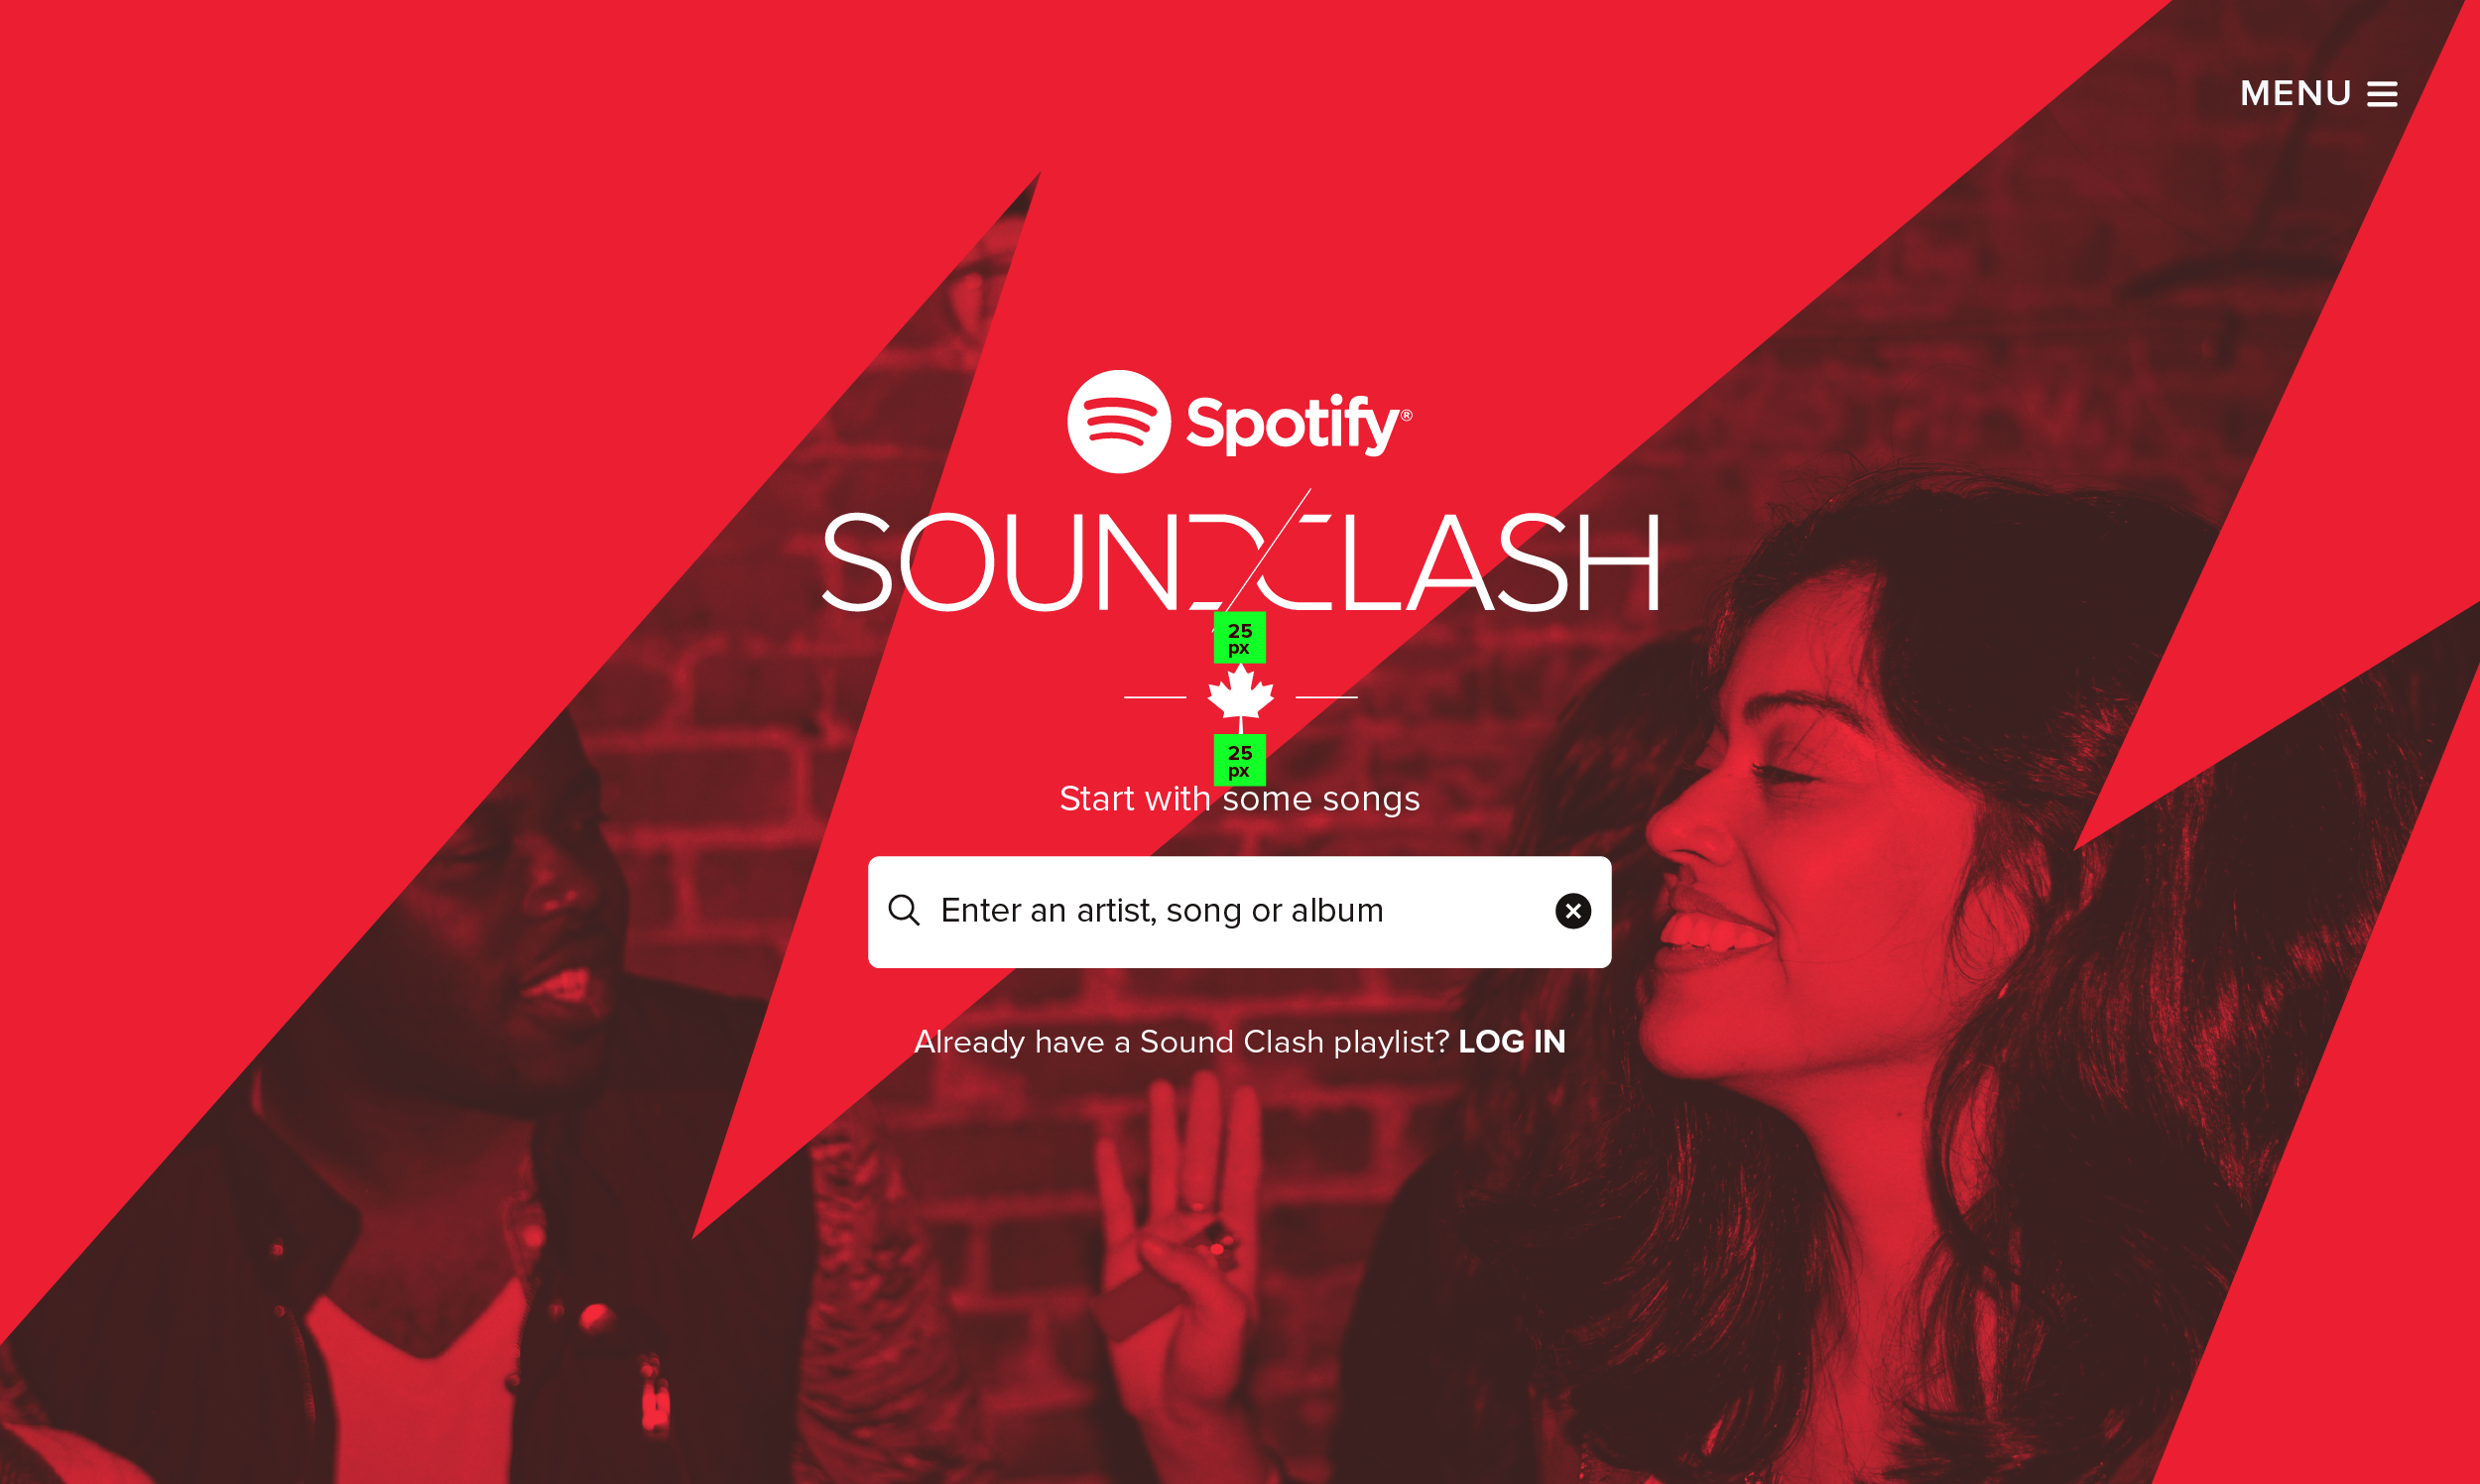 MENU
Spotify®
SOUNDCLASH
25
px
25
px
Start with some songs
Enter an artist, song or album
Already have a Sound Clash playlist? LOG IN